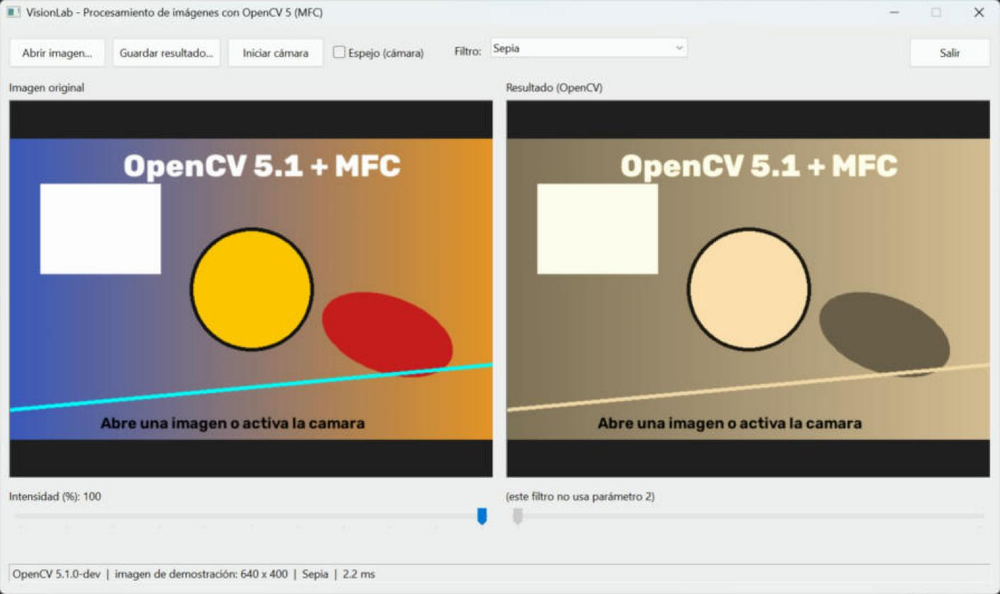 VisionLab - Procesamiento de imágenes con OpenCV 5 (MFC)
Abrir imagen...
Guardar resultado...
Iniciar cámara
Espejo (cámara)
Filtro:
Sepia
Salir
Imagen original
Resultado (OpenCV)
OpenCV 5.1 + MFC
Abre una imagen o activa la camara
OpenCV 5.1 + MFC
Abre una imagen o activa la camara
Intensidad (%): 100
(este filtro no usa parámetro 2)
OpenCV 5.1.0-dev | imagen de demostración: 640 x 400 | Sepia | 2.2 ms